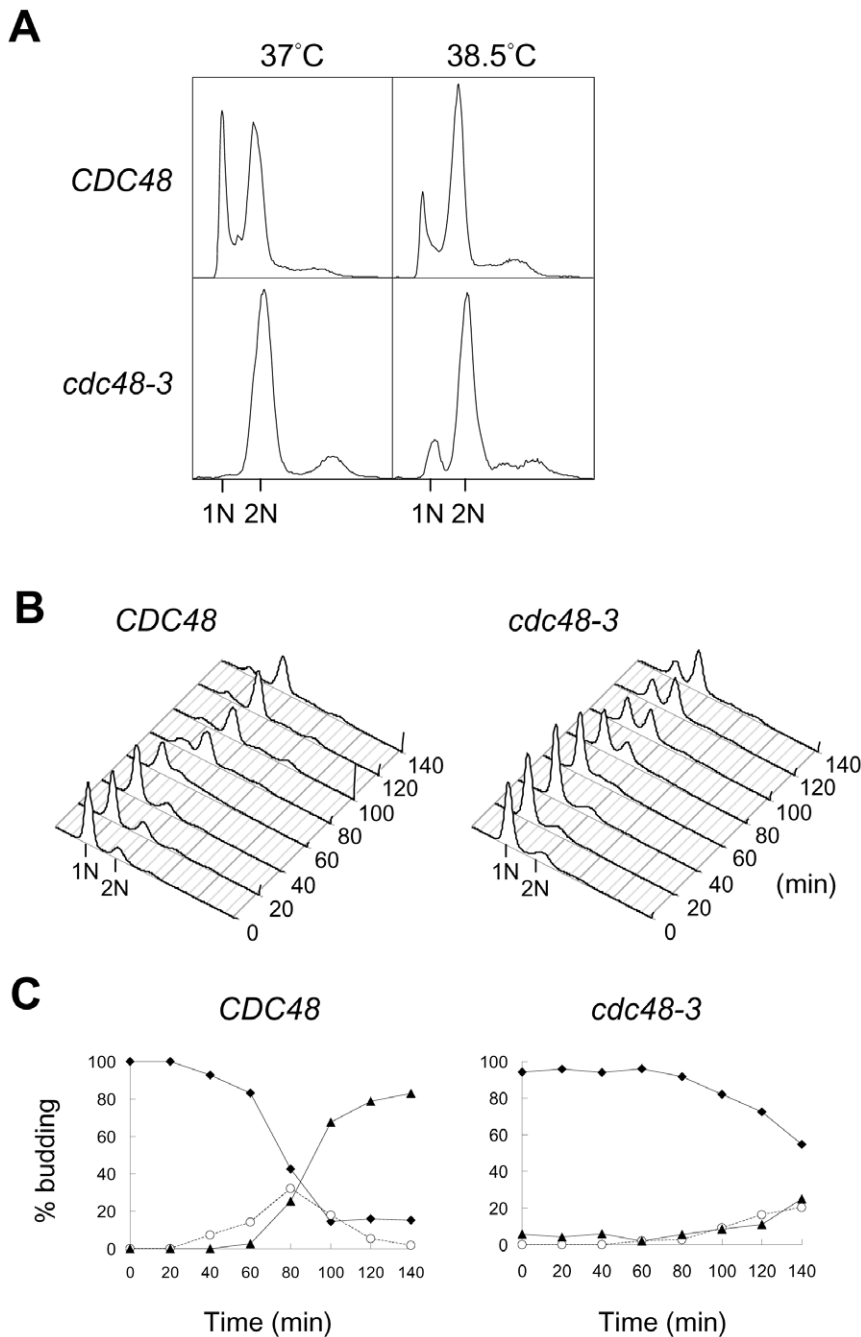 A
37°C 38.5°C
CDC48
cdc48-3
1N 2N 1N 2N
B
CDC48 cdc48-3
140
120
100
80
60
40
20
0
1N
2N
140
120
100
80
60
40
20
0
1N
2N
(min)
C
CDC48 cdc48-3
% budding
100
80
60
40
20
0
0 20 40 60 80 100 120 140
Time (min)
100
80
60
40
20
0
0 20 40 60 80 100 120 140
Time (min)